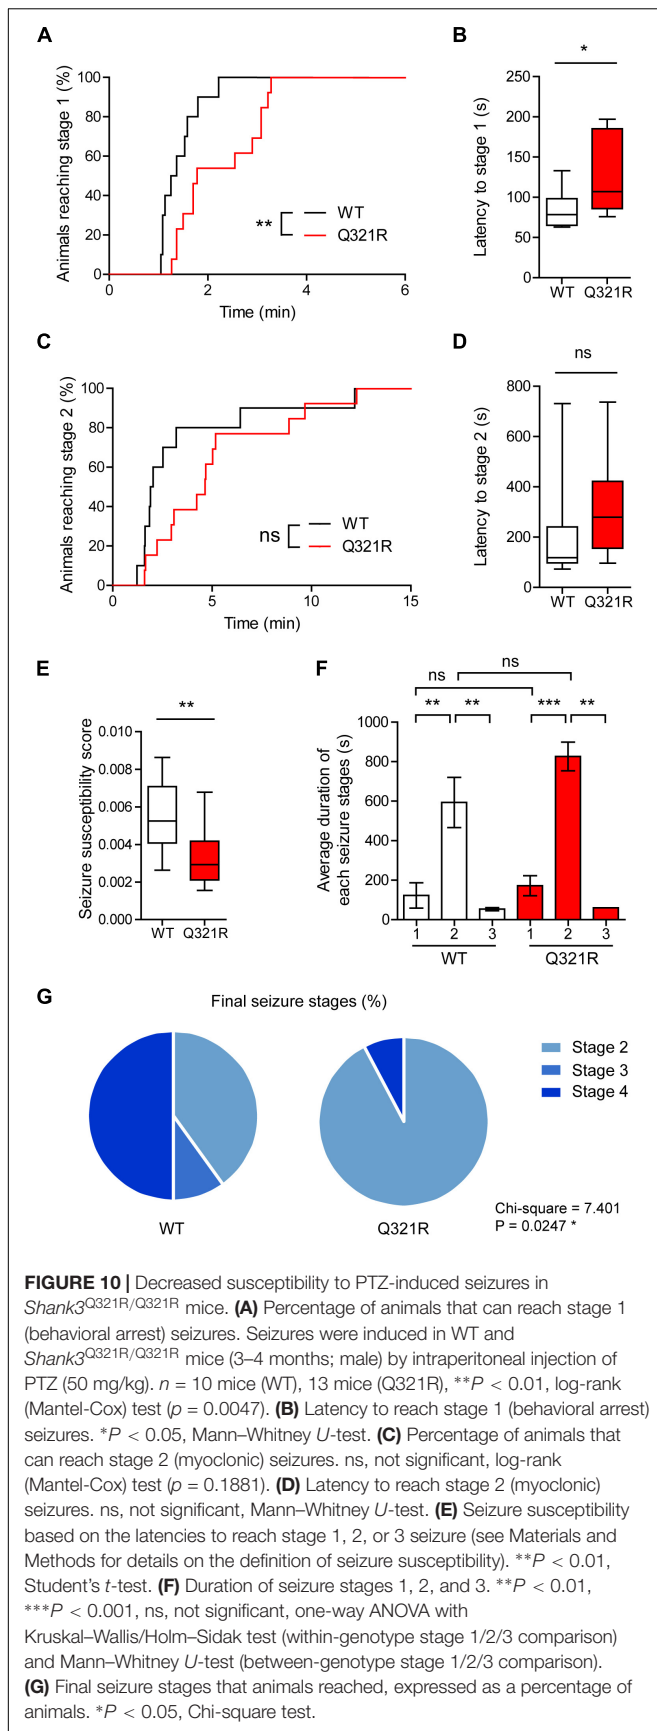 A
Animals reaching stage 1 (%)
100
80
60
40
20
0
0 2 4 6
Time (min)
** WT
Q321R
B
*
Latency to stage 1 (s)
250
200
150
100
50
0
WT Q321R
C
Animals reaching stage 2 (%)
100
80
60
40
20
0
0 5 10 15
Time (min)
ns WT
Q321R
D
ns
Latency to stage 2 (s)
800
600
400
200
0
WT Q321R
E
**
Seizure susceptibility score
0.010
0.008
0.006
0.004
0.002
0.000
WT Q321R
F
ns ns
** ** *** **
Average duration of
each seizure stages (s)
1000
800
600
400
200
0
1 2 3 1 2 3
WT Q321R
G
Final seizure stages (%)
Stage 2
Stage 3
Stage 4
WT Q321R
Chi-square = 7.401
P = 0.0247 *
FIGURE 10 | Decreased susceptibility to PTZ-induced seizures in
Shank3Q321R/Q321R mice. (A) Percentage of animals that can reach stage 1
(behavioral arrest) seizures. Seizures were induced in WT and
Shank3Q321R/Q321R mice (3–4 months; male) by intraperitoneal injection of
PTZ (50 mg/kg). n = 10 mice (WT), 13 mice (Q321R), **P < 0.01, log-rank
(Mantel-Cox) test (p = 0.0047). (B) Latency to reach stage 1 (behavioral arrest)
seizures. *P < 0.05, Mann–Whitney U-test. (C) Percentage of animals that
can reach stage 2 (myoclonic) seizures. ns, not significant, log-rank
(Mantel-Cox) test (p = 0.1881). (D) Latency to reach stage 2 (myoclonic)
seizures. ns, not significant, Mann–Whitney U-test. (E) Seizure susceptibility
based on the latencies to reach stage 1, 2, or 3 seizure (see Materials and
Methods for details on the definition of seizure susceptibility). **P < 0.01,
Student's t-test. (F) Duration of seizure stages 1, 2, and 3. **P < 0.01,
***P < 0.001, ns, not significant, one-way ANOVA with
Kruskal–Wallis/Holm–Sidak test (within-genotype stage 1/2/3 comparison)
and Mann–Whitney U-test (between-genotype stage 1/2/3 comparison).
(G) Final seizure stages that animals reached, expressed as a percentage of
animals. *P < 0.05, Chi-square test.